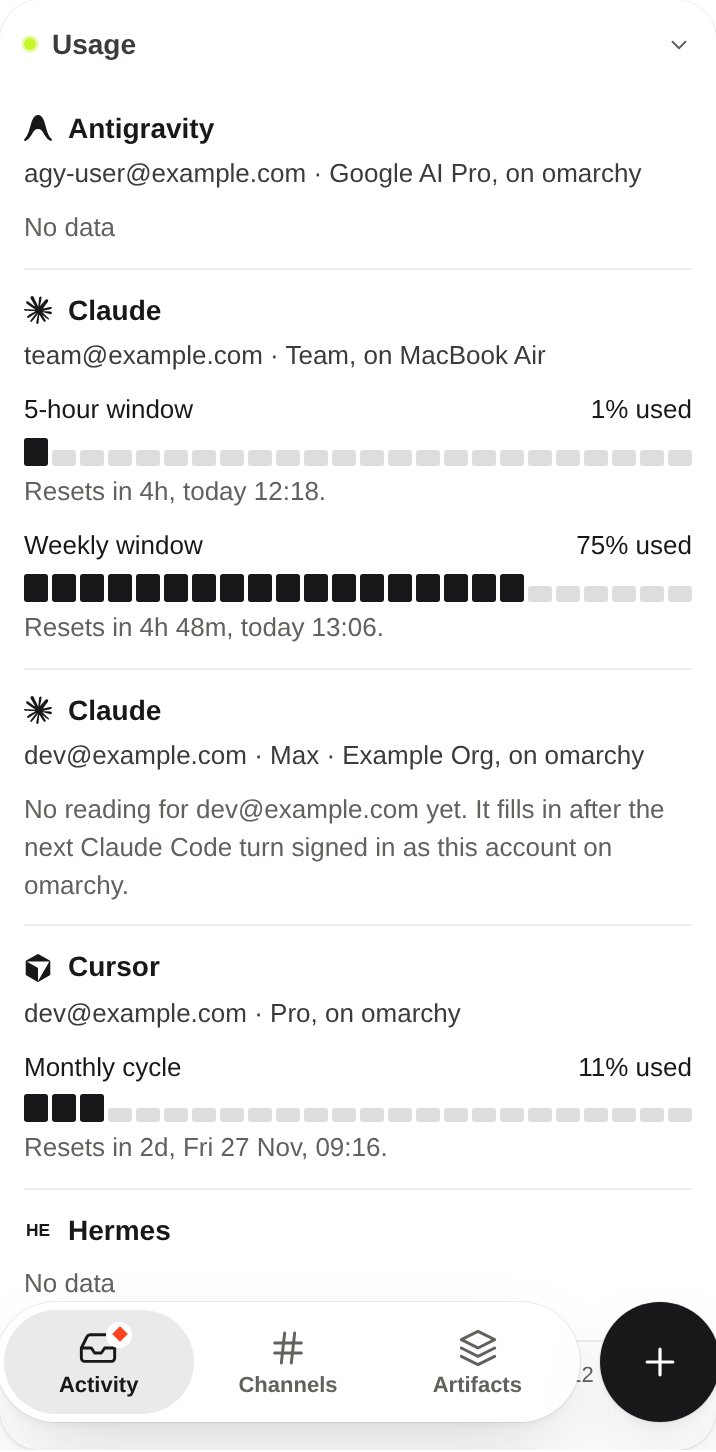 Usage
Antigravity
agy-user@example.com · Google AI Pro, on omarchy
No data
Claude
team@example.com · Team, on MacBook Air
5-hour window 1% used
Resets in 4h, today 12:18.
Weekly window 75% used
Resets in 4h 48m, today 13:06.
Claude
dev@example.com · Max · Example Org, on omarchy
No reading for dev@example.com yet. It fills in after the
next Claude Code turn signed in as this account on
omarchy.
Cursor
dev@example.com · Pro, on omarchy
Monthly cycle 11% used
Resets in 2d, Fri 27 Nov, 09:16.
HE Hermes
No data
Activity Channels Artifacts